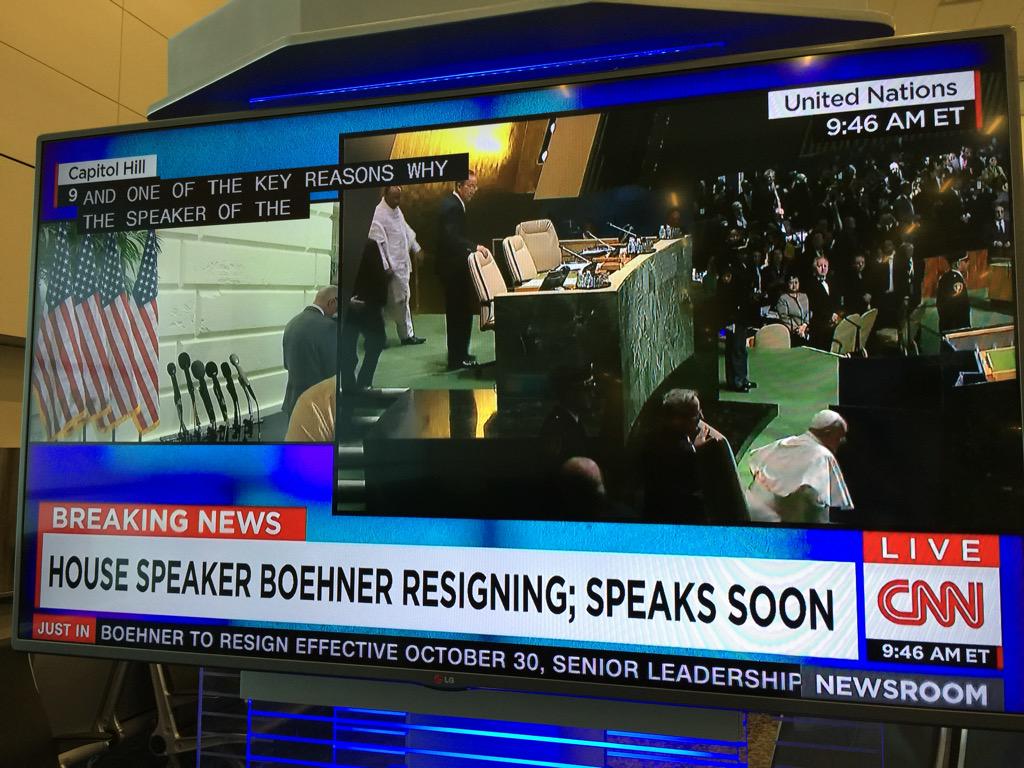 United Nations
9:46 AM ET
Capitol Hill
9 AND ONE OF THE KEY REASONS WHY
THE SPEAKER OF THE
BREAKING NEWS
HOUSE SPEAKER BOEHNER RESIGNING; SPEAKS SOON
LIVE
CNN
9:46 AM ET
JUST IN BOEHNER TO RESIGN EFFECTIVE OCTOBER 30, SENIOR LEADERSHIP
NEWSROOM
LG